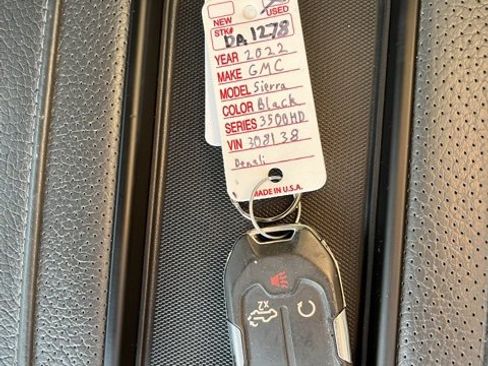 NEW USED
STK# DA1278
YEAR 2022
MAKE GMC
MODEL Sierra
COLOR Black
SERIES 3500HD
VIN 308138
Denali
MADE IN U.S.A.
7X